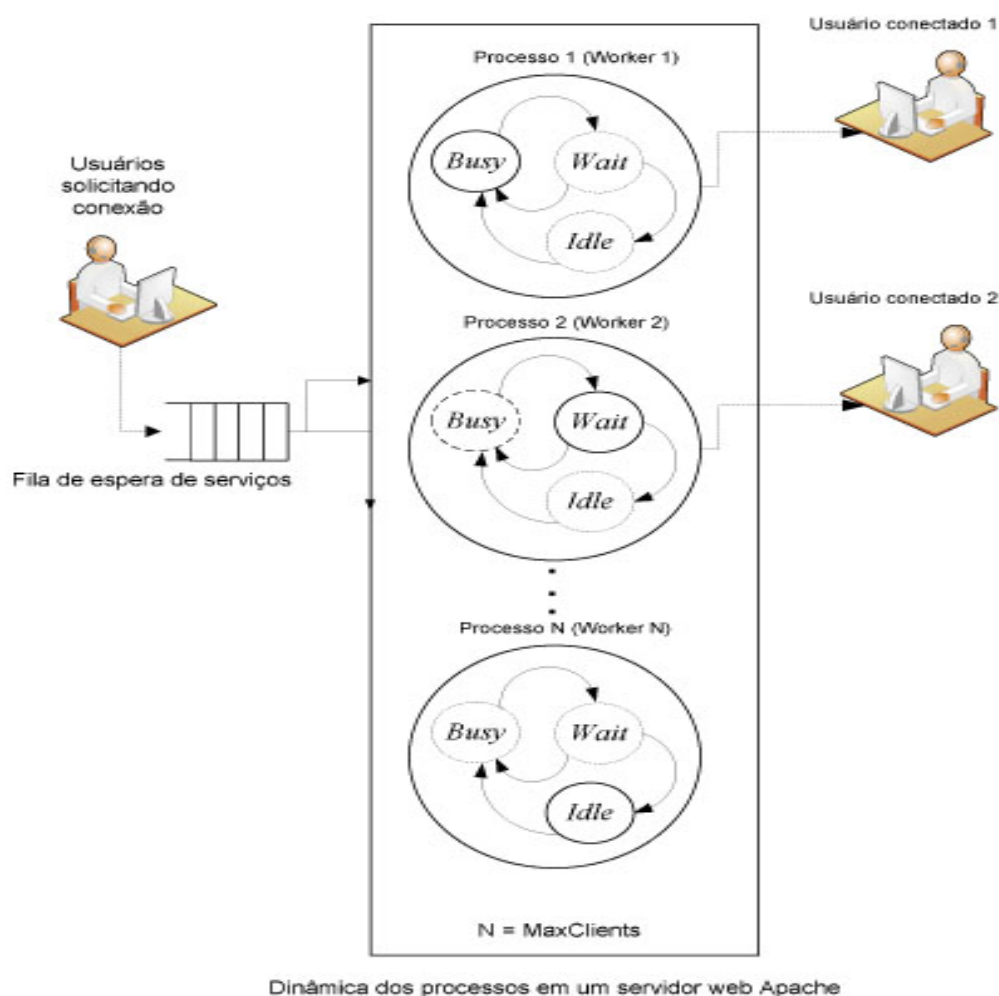 Usuários
solicitando
conexão
Fila de espera de serviços
Processo 1 (Worker 1)
Busy
Wait
Idle
Usuário conectado 1
Processo 2 (Worker 2)
Busy
Wait
Idle
Usuário conectado 2
Processo N (Worker N)
Busy
Wait
Idle
N = MaxClients
Dinâmica dos processos em um servidor web Apache